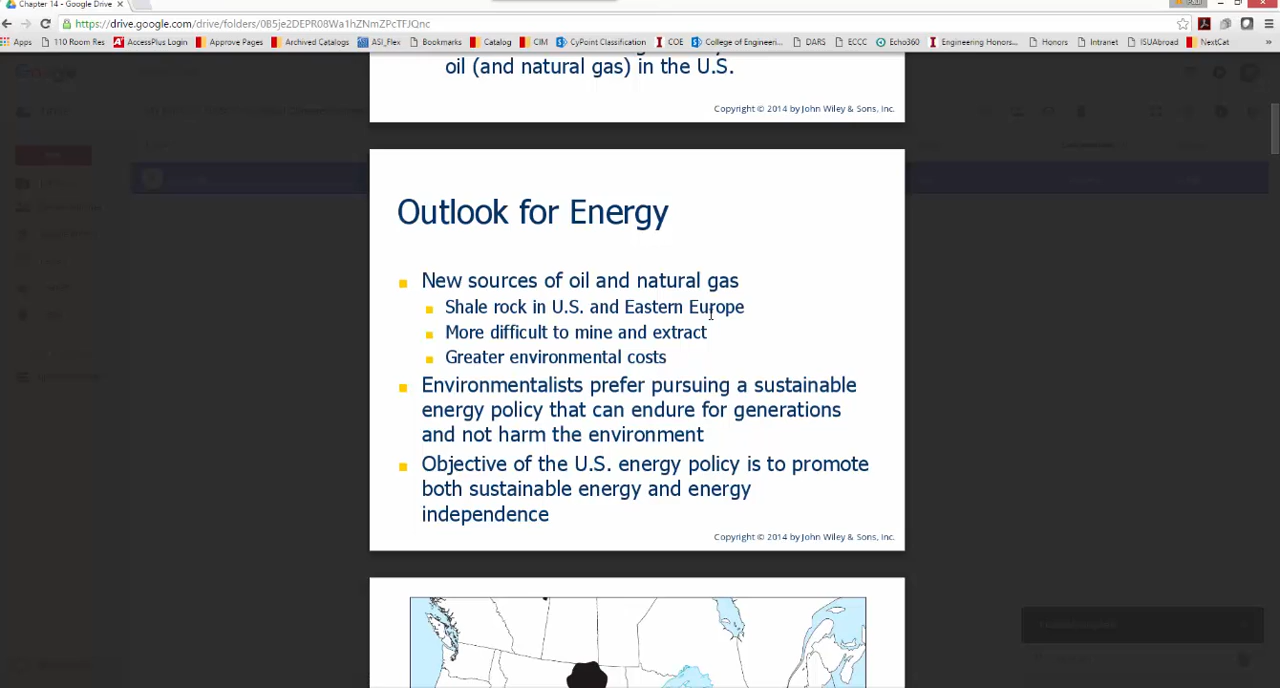 Chapter 14 - Google Drive
https://drive.google.com/drive/folders/0B5je2DEPR08Wa1hZNmZPcTFJQnc
Apps 110 Room Res AccessPlus Login Approve Pages Archived Catalogs ASI_Flex Bookmarks Catalog CIM CyPoint Classification COE College of Engineeri... DARS ECCC Echo360 Engineering Honors... Honors Intranet ISUAbroad NextCat »
oil (and natural gas) in the U.S.
Copyright © 2014 by John Wiley & Sons, Inc.
Outlook for Energy
New sources of oil and natural gas
Shale rock in U.S. and Eastern Europe
More difficult to mine and extract
Greater environmental costs
Environmentalists prefer pursuing a sustainable
energy policy that can endure for generations
and not harm the environment
Objective of the U.S. energy policy is to promote
both sustainable energy and energy
independence
Copyright © 2014 by John Wiley & Sons, Inc.